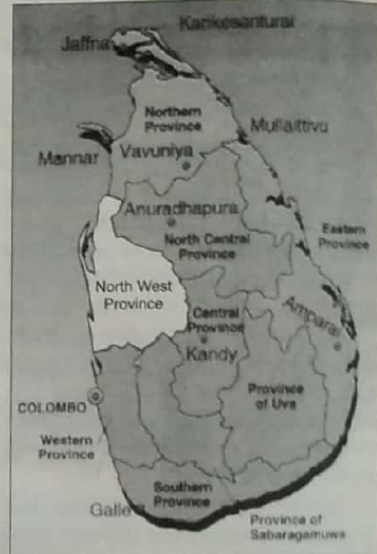 Kankesanturai
Jaffna
Northern
Province
Mullaittivu
Mannar
Vavuniya
Anuradhapura
Eastern
Province
North Central
Province
North West
Province
Amparai
Central
Province
Kandy
Province
of Uva
COLOMBO
Western
Province
Southern
Province
Galle
Province of
Sabaragamuwa